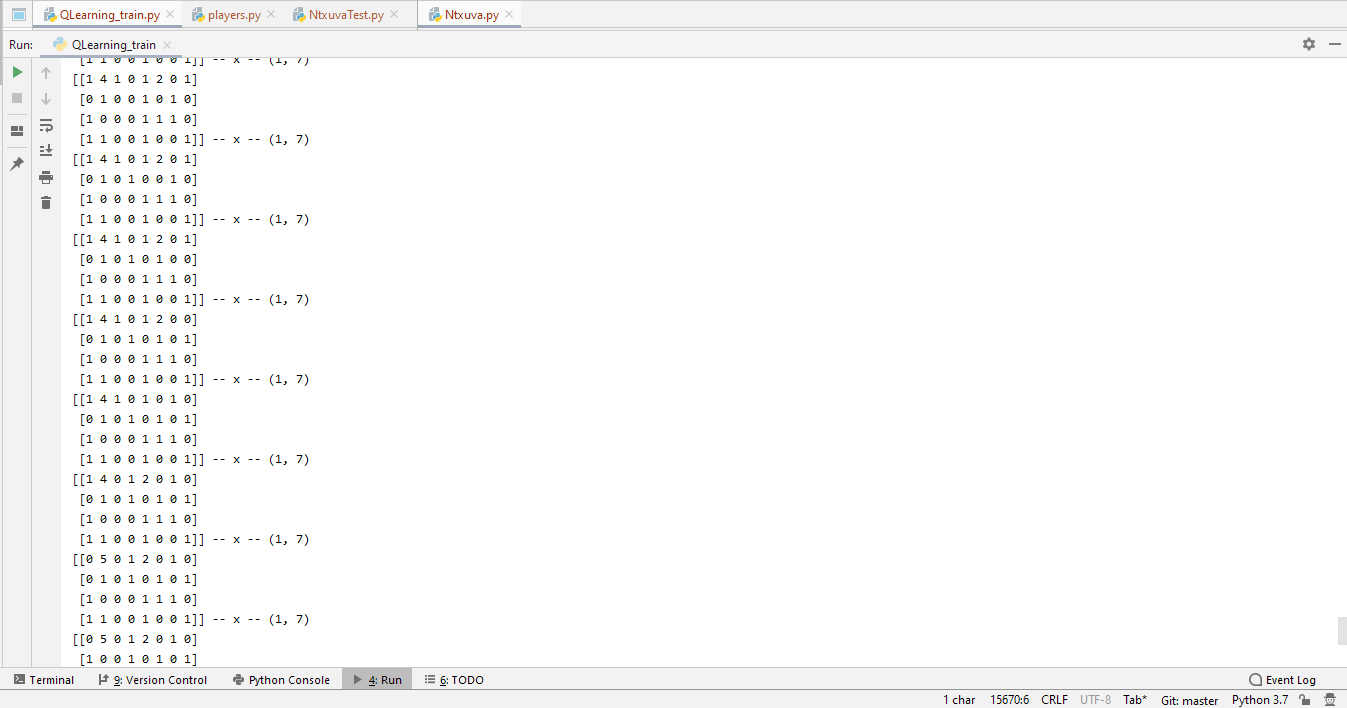 QLearning_train.py players.py NtxuvaTest.py Ntxuva.py
Run: QLearning_train
[1 1 0 0 1 0 0 1]] -- x -- (1, 7)
[[1 4 1 0 1 2 0 1]
[0 1 0 0 1 0 1 0]
[1 0 0 0 1 1 1 0]
[1 1 0 0 1 0 0 1]] -- x -- (1, 7)
[[1 4 1 0 1 2 0 1]
[0 1 0 1 0 0 1 0]
[1 0 0 0 1 1 1 0]
[1 1 0 0 1 0 0 1]] -- x -- (1, 7)
[[1 4 1 0 1 2 0 1]
[0 1 0 1 0 1 0 0]
[1 0 0 0 1 1 1 0]
[1 1 0 0 1 0 0 1]] -- x -- (1, 7)
[[1 4 1 0 1 2 0 0]
[0 1 0 1 0 1 0 1]
[1 0 0 0 1 1 1 0]
[1 1 0 0 1 0 0 1]] -- x -- (1, 7)
[[1 4 1 0 1 0 1 0]
[0 1 0 1 0 1 0 1]
[1 0 0 0 1 1 1 0]
[1 1 0 0 1 0 0 1]] -- x -- (1, 7)
[[1 4 0 1 2 0 1 0]
[0 1 0 1 0 1 0 1]
[1 0 0 0 1 1 1 0]
[1 1 0 0 1 0 0 1]] -- x -- (1, 7)
[[0 5 0 1 2 0 1 0]
[0 1 0 1 0 1 0 1]
[1 0 0 0 1 1 1 0]
[1 1 0 0 1 0 0 1]] -- x -- (1, 7)
[[0 5 0 1 2 0 1 0]
[1 0 0 1 0 1 0 1]
Terminal 9: Version Control Python Console 4: Run 6: TODO Event Log
1 char 15670:6 CRLF UTF-8 Tab* Git: master Python 3.7